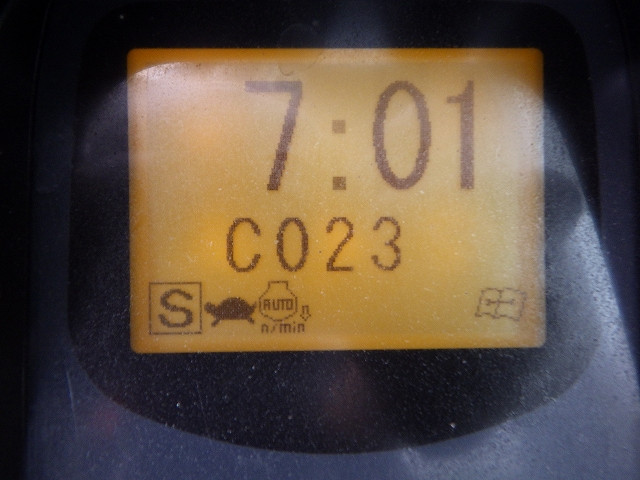 7:01
C023
S AUTO
n/min